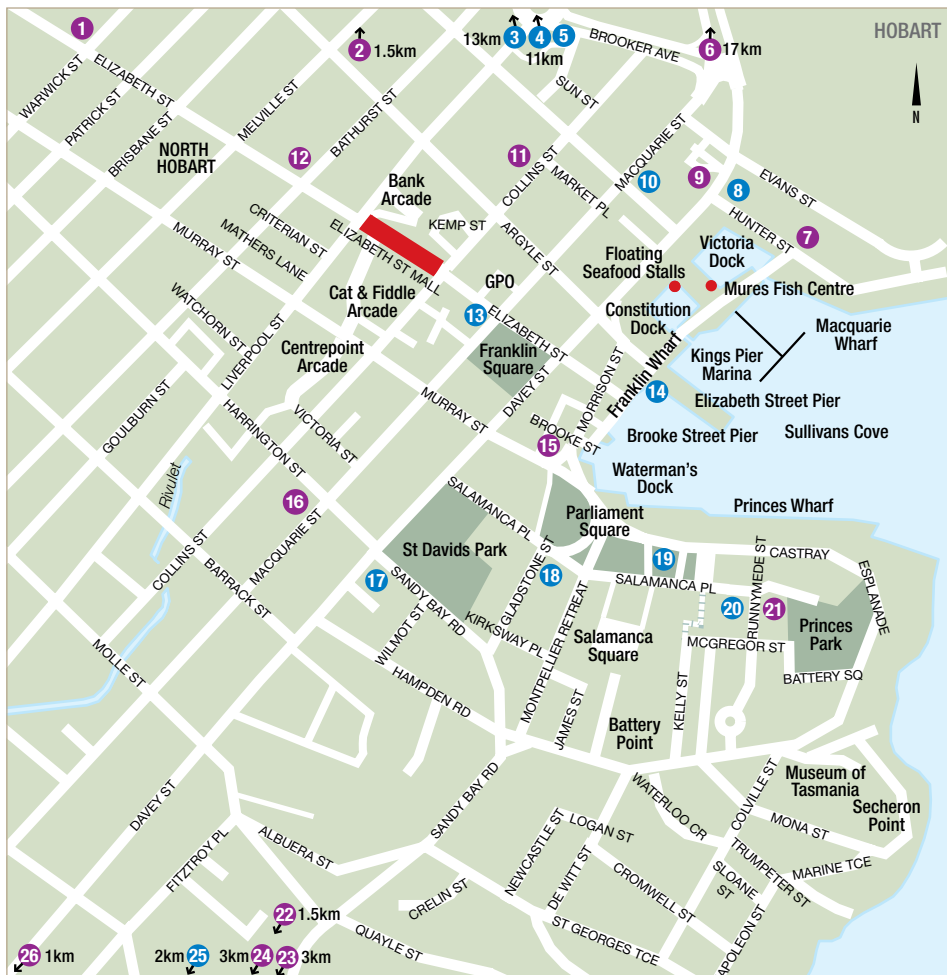 HOBART
1
2
1.5km
13km
3
4
11km
5
BROOKER AVE
6
17km
N
WARWICK ST
ELIZABETH ST
PATRICK ST
BRISBANE ST
MELVILLE ST
BATHURST ST
SUN ST
MACQUARIE ST
EVANS ST
NORTH
HOBART
12
11
COLLINS ST
MARKET PL
10
9
8
HUNTER ST
7
Bank
Arcade
KEMP ST
ARGYLE ST
Victoria
Dock
CRITERIAN ST
MATHERS LANE
MURRAY ST
ELIZABETH ST MALL
Floating
Seafood Stalls
Mures Fish Centre
GPO
Cat & Fiddle
Arcade
Constitution
Dock
WATCHORN ST
LIVERPOOL ST
13
ELIZABETH ST
Macquarie
Wharf
Centrepoint
Arcade
Franklin
Square
DAVEY ST
MORRISON ST
Franklin Wharf
Kings Pier
Marina
14
Elizabeth Street Pier
GOULBURN ST
HARRINGTON ST
VICTORIA ST
MURRAY ST
BROOKE ST
15
Brooke Street Pier
Sullivans Cove
Waterman's
Dock
Rivulet
16
MACQUARIE ST
SALAMANCA PL
Parliament
Square
Princes Wharf
COLLINS ST
BARRACK ST
St Davids Park
GLADSTONE ST
18
19
CASTRAY
ESPLANADE
SALAMANCA PL
RUNNYMEDE ST
17
SANDY BAY RD
KIRKSWAY PL
MONTPELLIER RETREAT
20
21
Princes
Park
WILMOT ST
Salamanca
Square
MCGREGOR ST
BATTERY SQ
MOLLE ST
HAMPDEN RD
JAMES ST
KELLY ST
Battery
Point
DAVEY ST
SANDY BAY RD
WATERLOO CR
COLVILLE ST
Museum of
Tasmania
Secheron
Point
FITZTROY PL
ALBUERA ST
NEWCASTLE ST
LOGAN ST
MONA ST
DE WITT ST
CROMWELL ST
SLOANE
ST
TRUMPETER ST
MARINE TCE
CRELIN ST
22
1.5km
QUAYLE ST
ST GEORGES TCE
NAPOLEON ST
26
1km
2km
25
3km
24
23
3km